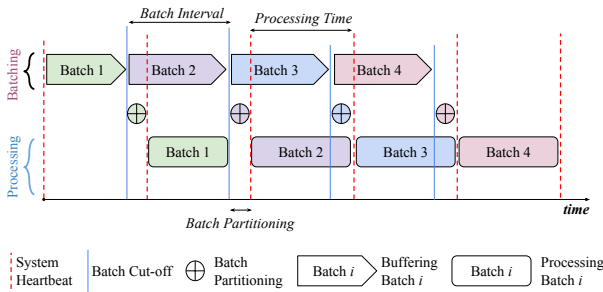 Batch Interval
Processing Time
Batching
Batch 1
Batch 2
Batch 3
Batch 4
Processing
Batch 1
Batch 2
Batch 3
Batch 4
time
Batch Partitioning
System
Heartbeat
Batch Cut-off
Batch
Partitioning
Batch i
Buffering
Batch i
Batch i
Processing
Batch i